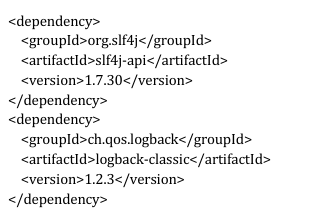 <dependency>
<groupId>org.slf4j</groupId>
<artifactId>slf4j-api</artifactId>
<version>1.7.30</version>
</dependency>
<dependency>
<groupId>ch.qos.logback</groupId>
<artifactId>logback-classic</artifactId>
<version>1.2.3</version>
</dependency>